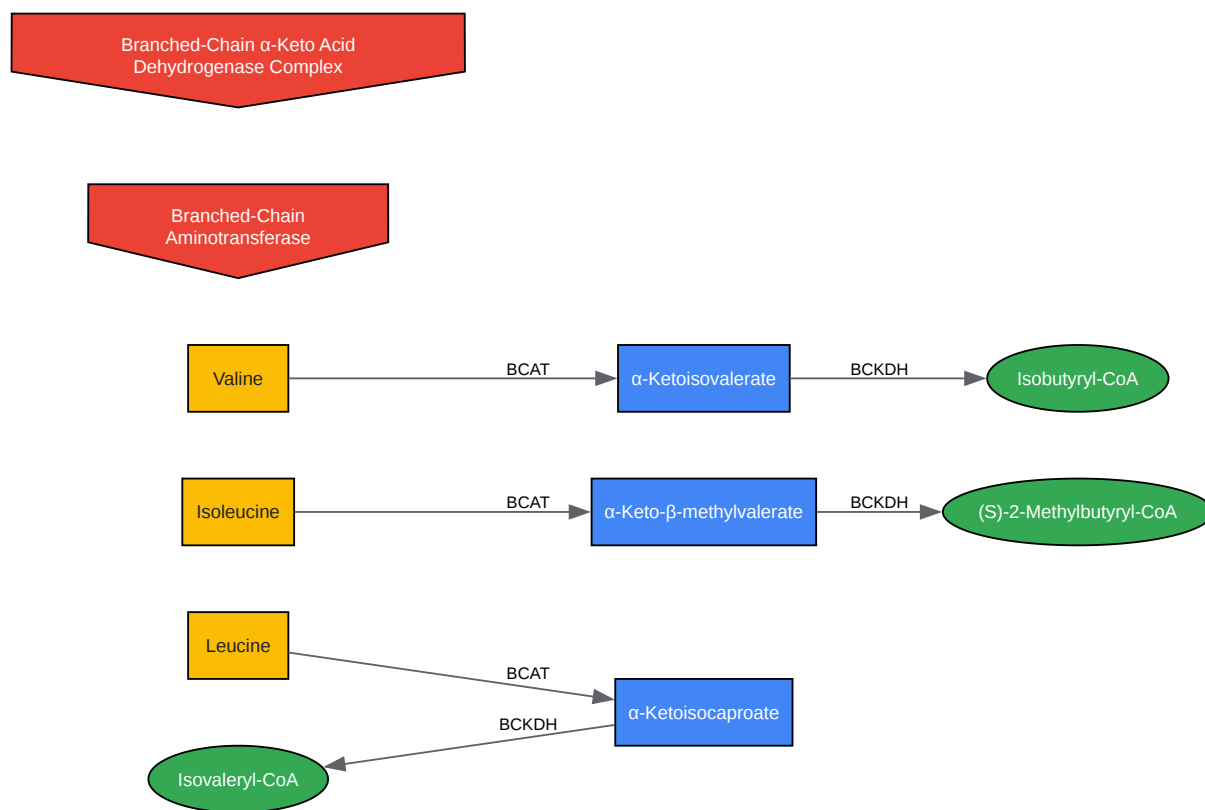 Branched-Chain α-Keto Acid
Dehydrogenase Complex
Branched-Chain
Aminotransferase
Valine
BCAT
α-Ketoisovalerate
BCKDH
Isobutyryl-CoA
Isoleucine
BCAT
α-Keto-β-methylvalerate
BCKDH
(S)-2-Methylbutyryl-CoA
Leucine
BCAT
α-Ketoisocaproate
BCKDH
Isovaleryl-CoA